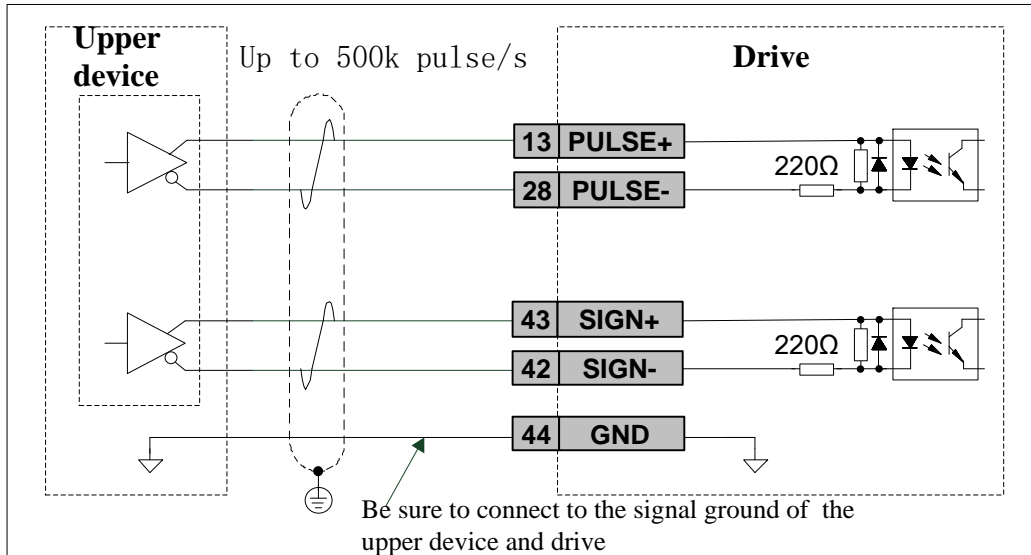 Upper
device
Up to 500k pulse/s
Drive
13 PULSE+
220Ω
28 PULSE-
43 SIGN+
220Ω
42 SIGN-
44 GND
Be sure to connect to the signal ground of the
upper device and drive